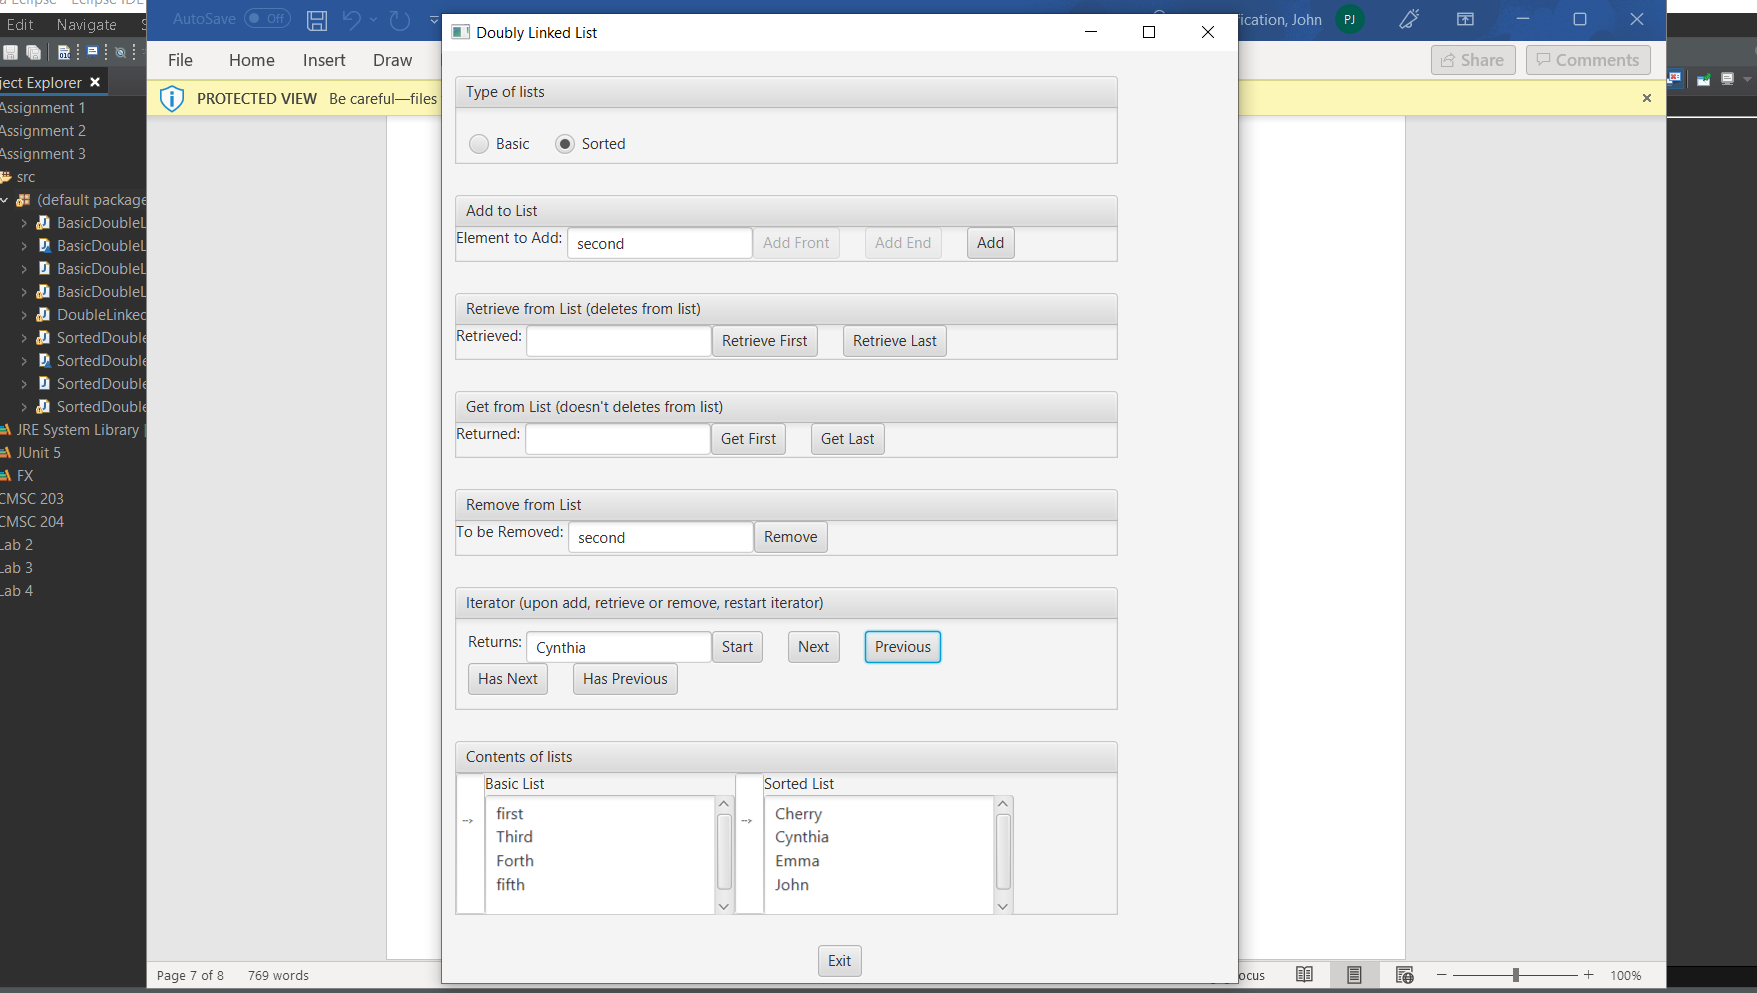 Edit Navigate
AutoSave Off
Doubly Linked List
rication, John PJ
File Home Insert Draw
Share Comments
ject Explorer
PROTECTED VIEW Be careful—files
Assignment 1
Assignment 2
Assignment 3
src
(default package
BasicDoubleL
BasicDoubleL
BasicDoubleL
BasicDoubleL
DoubleLinked
SortedDouble
SortedDouble
SortedDouble
SortedDouble
JRE System Library
JUnit 5
FX
CMSC 203
CMSC 204
Lab 2
Lab 3
Lab 4
Type of lists
Basic Sorted
Add to List
Element to Add: second Add Front Add End Add
Retrieve from List (deletes from list)
Retrieved: Retrieve First Retrieve Last
Get from List (doesn't deletes from list)
Returned: Get First Get Last
Remove from List
To be Removed: second Remove
Iterator (upon add, retrieve or remove, restart iterator)
Returns: Cynthia Start Next Previous
Has Next Has Previous
Contents of lists
Basic List Sorted List
first
Third
Forth
fifth
Cherry
Cynthia
Emma
John
-->
-->
Exit
Page 7 of 8 769 words
ocus 100%